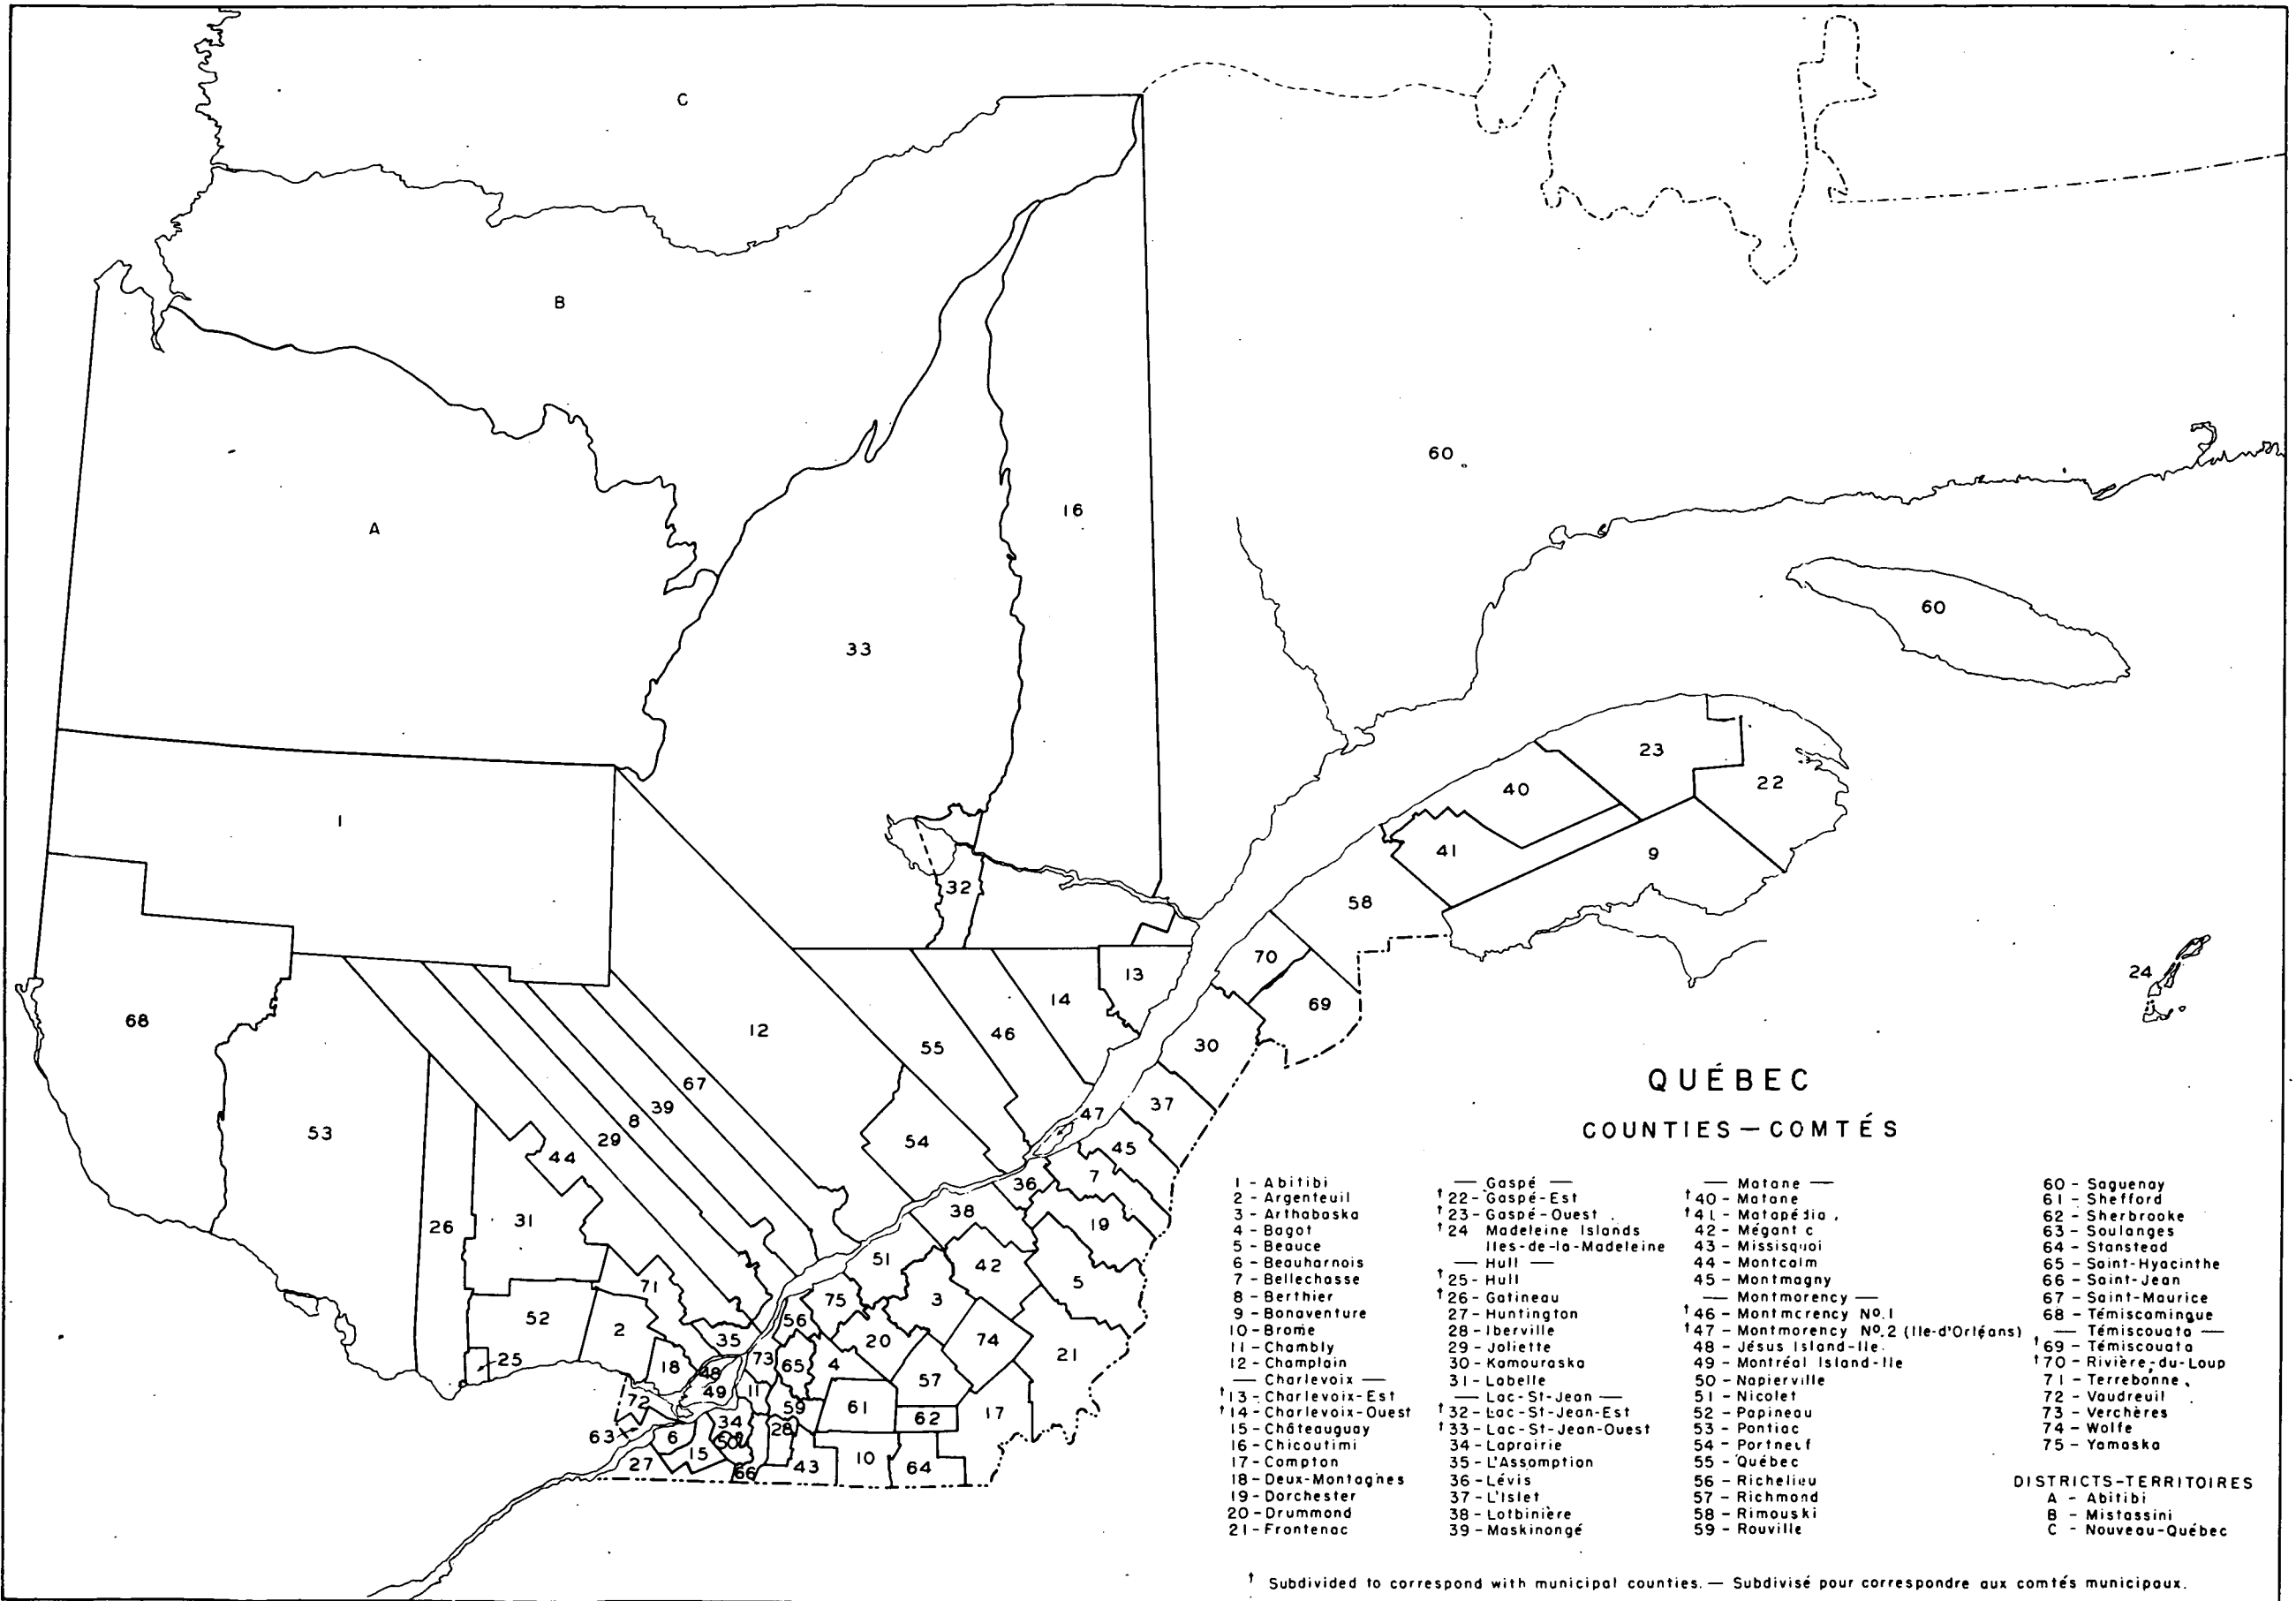 C
B
A
60
16
60
33
23
22
40
1
41
9
32
58
70
13
24
14
69
68
12
46
55
30
67
39
47
37
8
53
29
54
45
44
7
36
31
26
38
19
51
42
71
5
75
3
52
56
2
35
20
74
73
65
21
25
18
4
48
57
49
11
72
59
61
17
34
62
28
63
6
50
15
27
43
10
64
66
QUÉBEC
COUNTIES — COMTÉS
1 - Abitibi
2 - Argenteuil
3 - Arthabaska
4 - Bagot
5 - Beauce
6 - Beauharnois
7 - Bellechasse
8 - Berthier
9 - Bonaventure
10 - Brome
11 - Chambly
12 - Champlain
— Charlevoix —
†13 - Charlevoix-Est
†14 - Charlevoix-Ouest
15 - Châteauguay
16 - Chicoutimi
17 - Compton
18 - Deux-Montagnes
19 - Dorchester
20 - Drummond
21 - Frontenac
— Gaspé —
†22 - Gaspé-Est
†23 - Gaspé-Ouest
†24 Madeleine Islands
Iles-de-la-Madeleine
— Hull —
†25 - Hull
†26 - Gatineau
27 - Huntington
28 - Iberville
29 - Joliette
30 - Kamouraska
31 - Labelle
— Lac-St-Jean —
†32 - Lac-St-Jean-Est
†33 - Lac-St-Jean-Ouest
34 - Laprairie
35 - L'Assomption
36 - Lévis
37 - L'Islet
38 - Lotbinière
39 - Maskinongé
— Matane —
†40 - Matane
†41 - Matapédia
42 - Mégantic
43 - Missisquoi
44 - Montcalm
45 - Montmagny
— Montmorency —
†46 - Montmorency Nº.1
†47 - Montmorency Nº.2 (Ile-d'Orléans)
48 - Jésus Island-Ile
49 - Montréal Island-Ile
50 - Napierville
51 - Nicolet
52 - Papineau
53 - Pontiac
54 - Portneuf
55 - Québec
56 - Richelieu
57 - Richmond
58 - Rimouski
59 - Rouville
60 - Saguenay
61 - Shefford
62 - Sherbrooke
63 - Soulanges
64 - Stanstead
65 - Saint-Hyacinthe
66 - Saint-Jean
67 - Saint-Maurice
68 - Témiscamingue
— Témiscouata —
†69 - Témiscouata
†70 - Rivière-du-Loup
71 - Terrebonne
72 - Vaudreuil
73 - Verchères
74 - Wolfe
75 - Yamaska
DISTRICTS-TERRITOIRES
A - Abitibi
B - Mistassini
C - Nouveau-Québec
† Subdivided to correspond with municipal counties. — Subdivisé pour correspondre aux comtés municipaux.